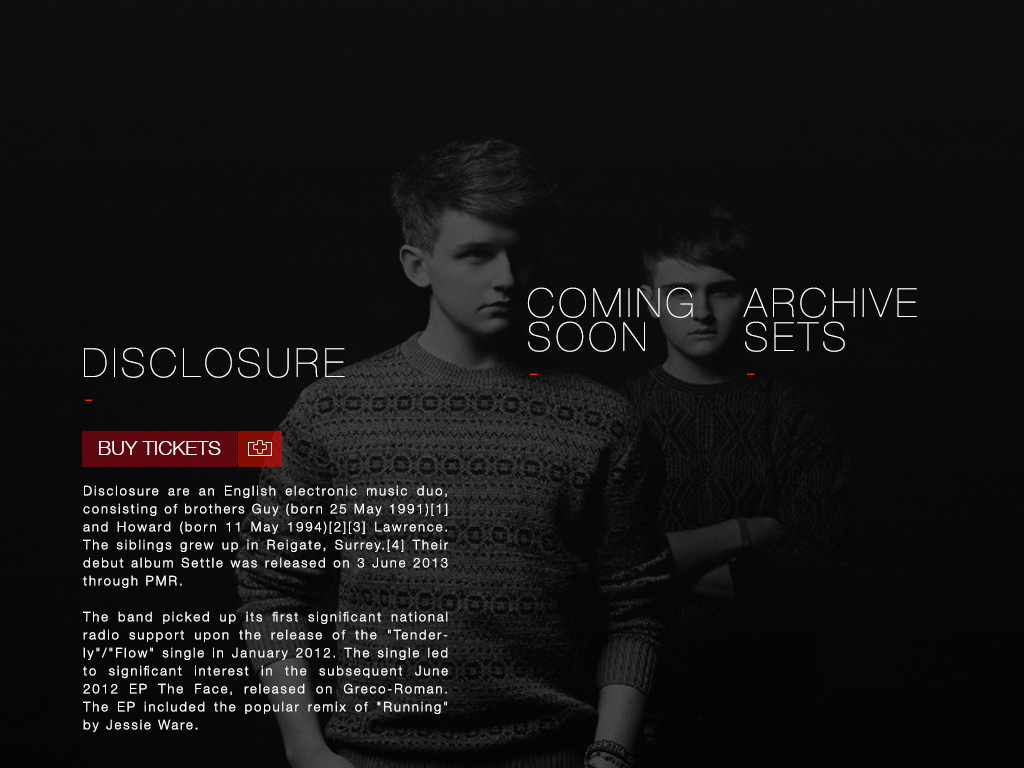 COMING
SOON
ARCHIVE
SETS
DISCLOSURE
BUY TICKETS
Disclosure are an English electronic music duo,
consisting of brothers Guy (born 25 May 1991)[1]
and Howard (born 11 May 1994)[2][3] Lawrence.
The siblings grew up in Reigate, Surrey.[4] Their
debut album Settle was released on 3 June 2013
through PMR.
The band picked up its first significant national
radio support upon the release of the "Tender-
ly"/"Flow" single in January 2012. The single led
to significant interest in the subsequent June
2012 EP The Face, released on Greco-Roman.
The EP included the popular remix of "Running"
by Jessie Ware.